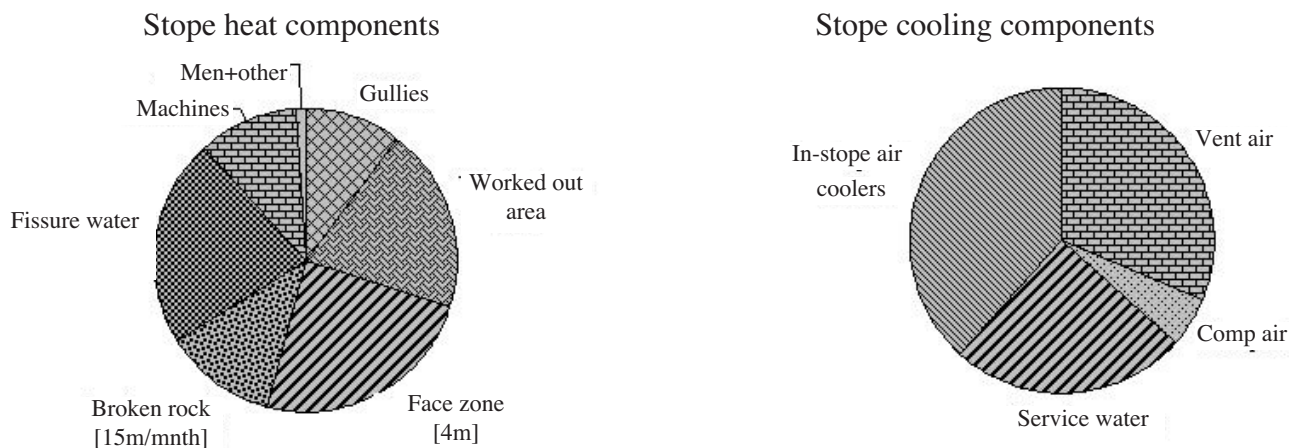 Stope heat components
Men+other
Machines
Gullies
Worked out
area
Fissure water
Broken rock
[15m/mnth]
Face zone
[4m]
Stope cooling components
In-stope air
coolers
Vent air
Comp air
Service water